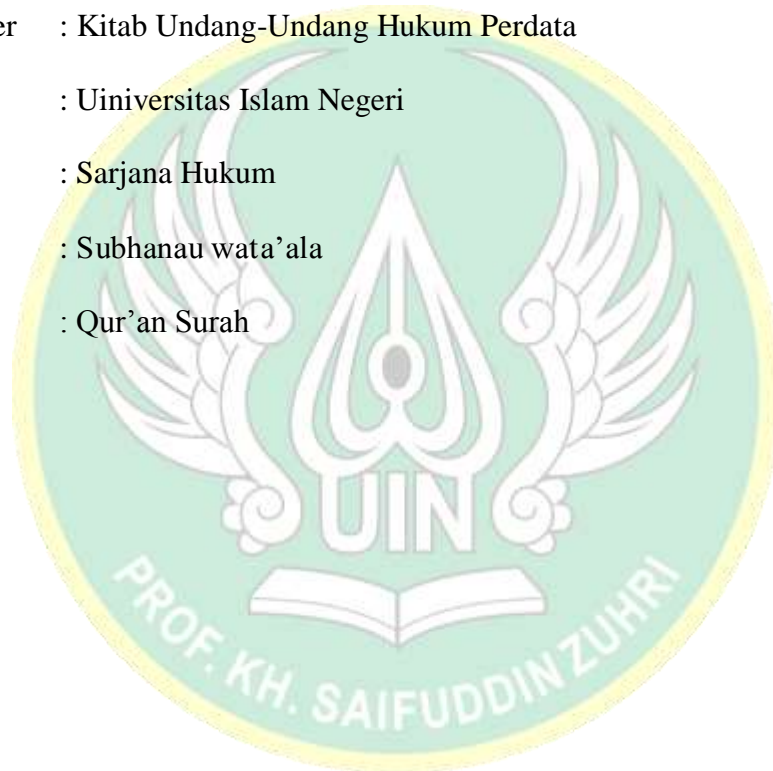 er : Kitab Undang-Undang Hukum Perdata
: Uiniversitas Islam Negeri
: Sarjana Hukum
: Subhanau wata’ala
: Qur’an Surah
UIN
PROF. KH. SAIFUDDIN ZUHRI